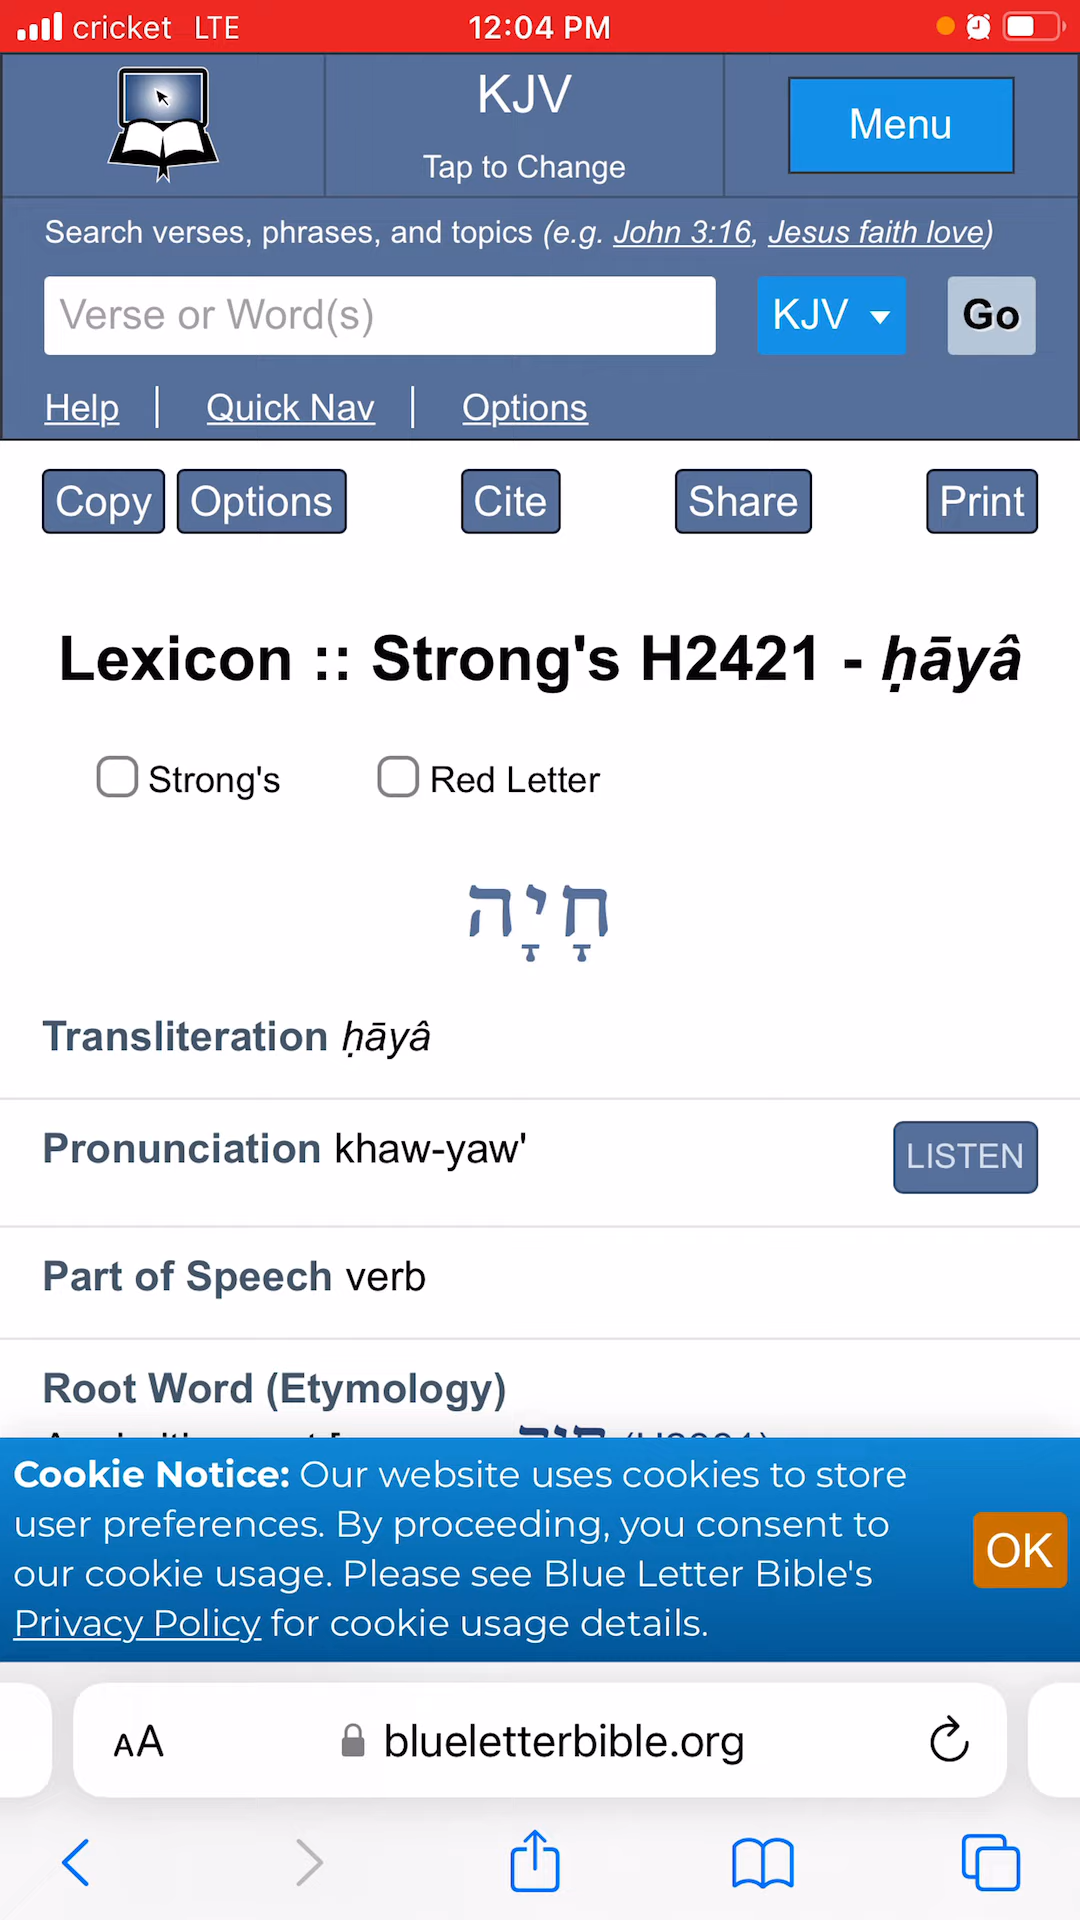 cricket LTE 12:04 PM
KJV
Tap to Change
Menu
Search verses, phrases, and topics (e.g. John 3:16, Jesus faith love)
Verse or Word(s) KJV Go
Help | Quick Nav | Options
Copy Options Cite Share Print
Lexicon :: Strong's H2421 - ḥāyâ
Strong's Red Letter
חָיָה
Transliteration ḥāyâ
Pronunciation khaw-yaw' LISTEN
Part of Speech verb
Root Word (Etymology)
Cookie Notice: Our website uses cookies to store
user preferences. By proceeding, you consent to
our cookie usage. Please see Blue Letter Bible's
Privacy Policy for cookie usage details.
OK
AA blueletterbible.org